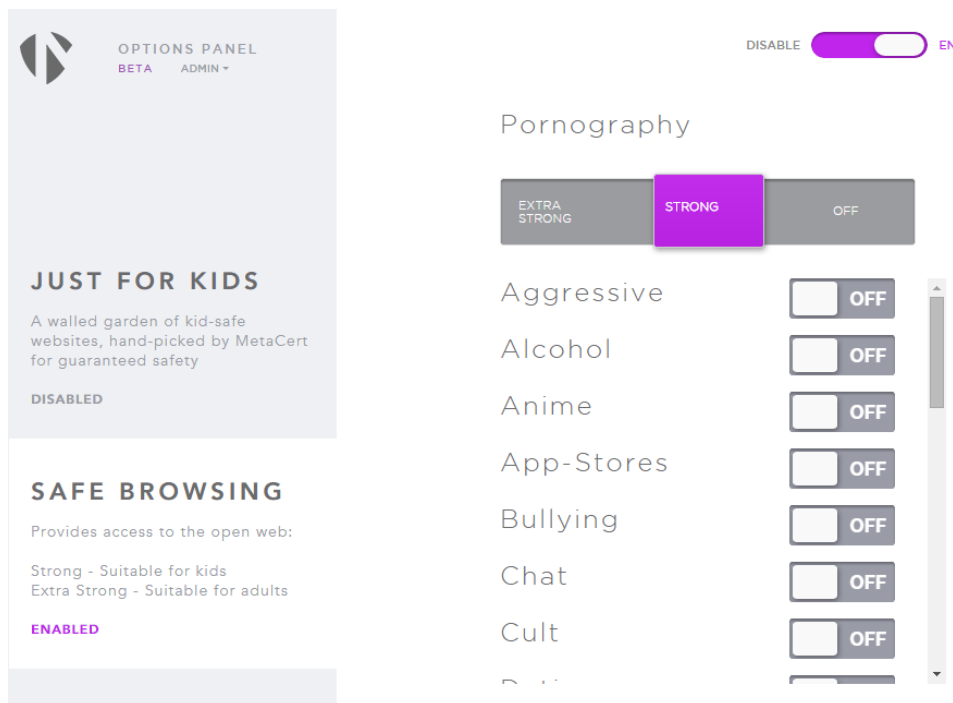 OPTIONS PANEL
BETA ADMIN
DISABLE
Pornography
EXTRA
STRONG
STRONG
OFF
JUST FOR KIDS
A walled garden of kid-safe
websites, hand-picked by MetaCert
for guaranteed safety
DISABLED
SAFE BROWSING
Provides access to the open web:
Strong - Suitable for kids
Extra Strong - Suitable for adults
ENABLED
Aggressive OFF
Alcohol OFF
Anime OFF
App-Stores OFF
Bullying OFF
Chat OFF
Cult OFF